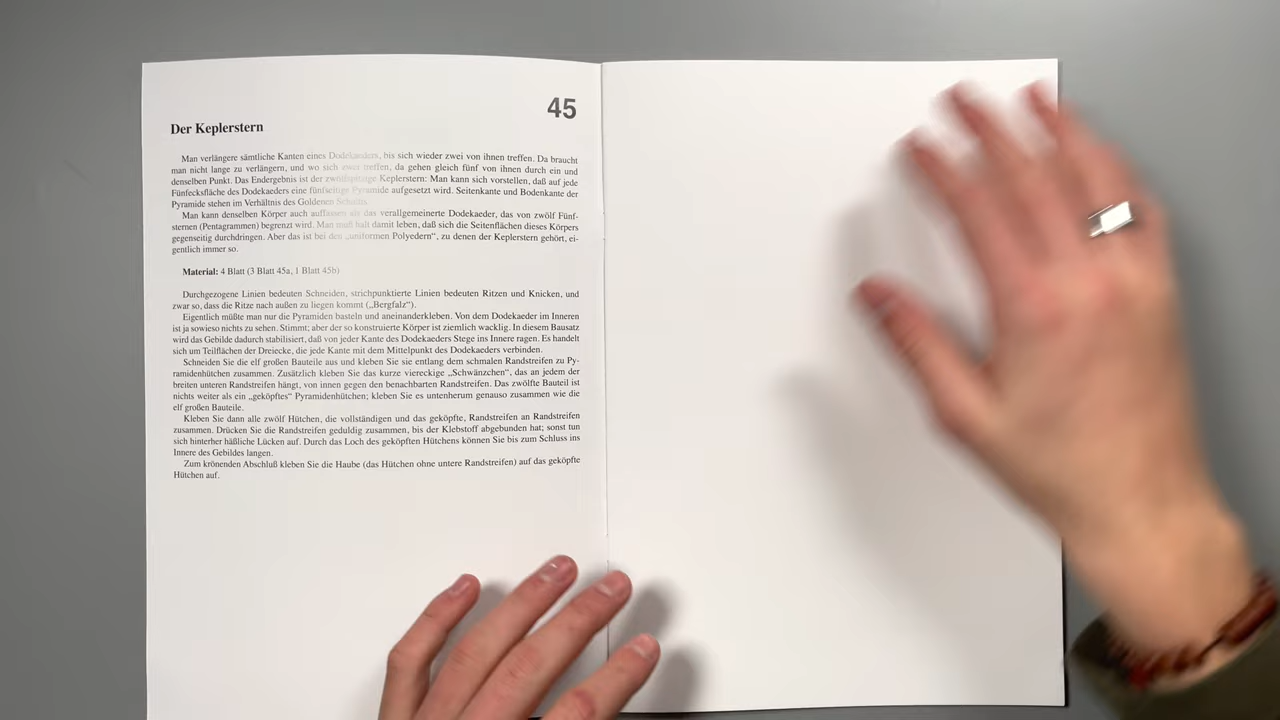 45
Der Keplerstern
Man verlängere sämtliche Kanten eines Dodekaeders, bis sich wieder zwei von ihnen treffen. Da braucht
man nicht lange zu verlängern, und wo sich zwei treffen, da gehen gleich fünf von ihnen durch ein und
denselben Punkt. Das Endergebnis ist der zwölfspitzige Keplerstern: Man kann sich vorstellen, daß auf jede
Fünfecksfläche des Dodekaeders eine fünfseitige Pyramide aufgesetzt wird. Seitenkante und Bodenkante der
Pyramide stehen im Verhältnis des Goldenen Schnitts.
Man kann denselben Körper auch auffassen als das verallgemeinerte Dodekaeder, das von zwölf Fünf-
sternen (Pentagrammen) begrenzt wird. Man muß halt damit leben, daß sich die Seitenflächen dieses Körpers
gegenseitig durchdringen. Aber das ist bei den „uniformen Polyedern“, zu denen der Keplerstern gehört, ei-
gentlich immer so.
Material: 4 Blatt (3 Blatt 45a, 1 Blatt 45b)
Durchgezogene Linien bedeuten Schneiden, strichpunktierte Linien bedeuten Ritzen und Knicken, und
zwar so, dass die Ritze nach außen zu liegen kommt („Bergfalz“).
Eigentlich müßte man nur die Pyramiden basteln und aneinanderkleben. Von dem Dodekaeder im Inneren
ist ja sowieso nichts zu sehen. Stimmt; aber der so konstruierte Körper ist ziemlich wacklig. In diesem Bausatz
wird das Gebilde dadurch stabilisiert, daß von jeder Kante des Dodekaeders Stege ins Innere ragen. Es handelt
sich um Teilflächen der Dreiecke, die jede Kante mit dem Mittelpunkt des Dodekaeders verbinden.
Schneiden Sie die elf großen Bauteile aus und kleben Sie sie entlang dem schmalen Randstreifen zu Py-
ramidenhütchen zusammen. Zusätzlich kleben Sie das kurze viereckige „Schwänzchen“, das an jedem der
breiten unteren Randstreifen hängt, von innen gegen den benachbarten Randstreifen. Das zwölfte Bauteil ist
nichts weiter als ein „geköpftes“ Pyramidenhütchen; kleben Sie es untenherum genauso zusammen wie die
elf großen Bauteile.
Kleben Sie dann alle zwölf Hütchen, die vollständigen und das geköpfte, Randstreifen an Randstreifen
zusammen. Drücken Sie die Randstreifen geduldig zusammen, bis der Klebstoff abgebunden hat; sonst tun
sich hinterher häßliche Lücken auf. Durch das Loch des geköpften Hütchens können Sie bis zum Schluss ins
Innere des Gebildes langen.
Zum krönenden Abschluß kleben Sie die Haube (das Hütchen ohne untere Randstreifen) auf das geköpfte
Hütchen auf.